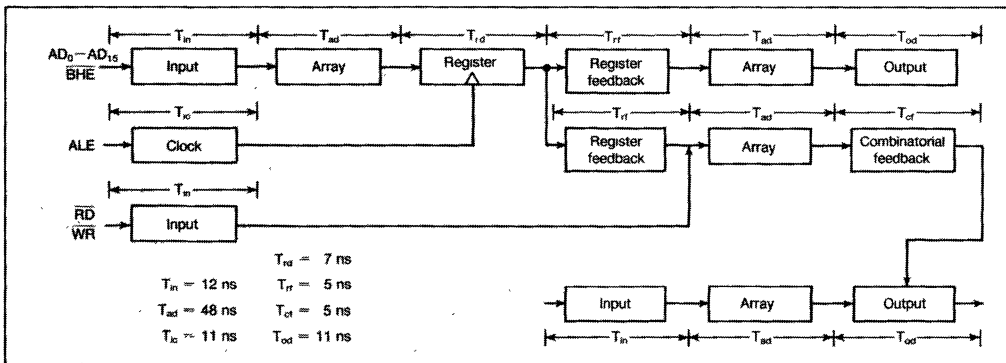 T_in T_ad T_rd T_rf T_ad T_od
AD₀–AD₁₅
BHE
Input Array Register Register feedback Array Output
T_ic T_rf T_ad T_cf
ALE Clock Register feedback Array Combinatorial feedback
T_in
RD
WR
Input
T_rd = 7 ns
T_in = 12 ns T_rf = 5 ns
T_ad = 48 ns T_cf = 5 ns
T_ic = 11 ns T_od = 11 ns
Input Array Output
T_in T_ad T_od